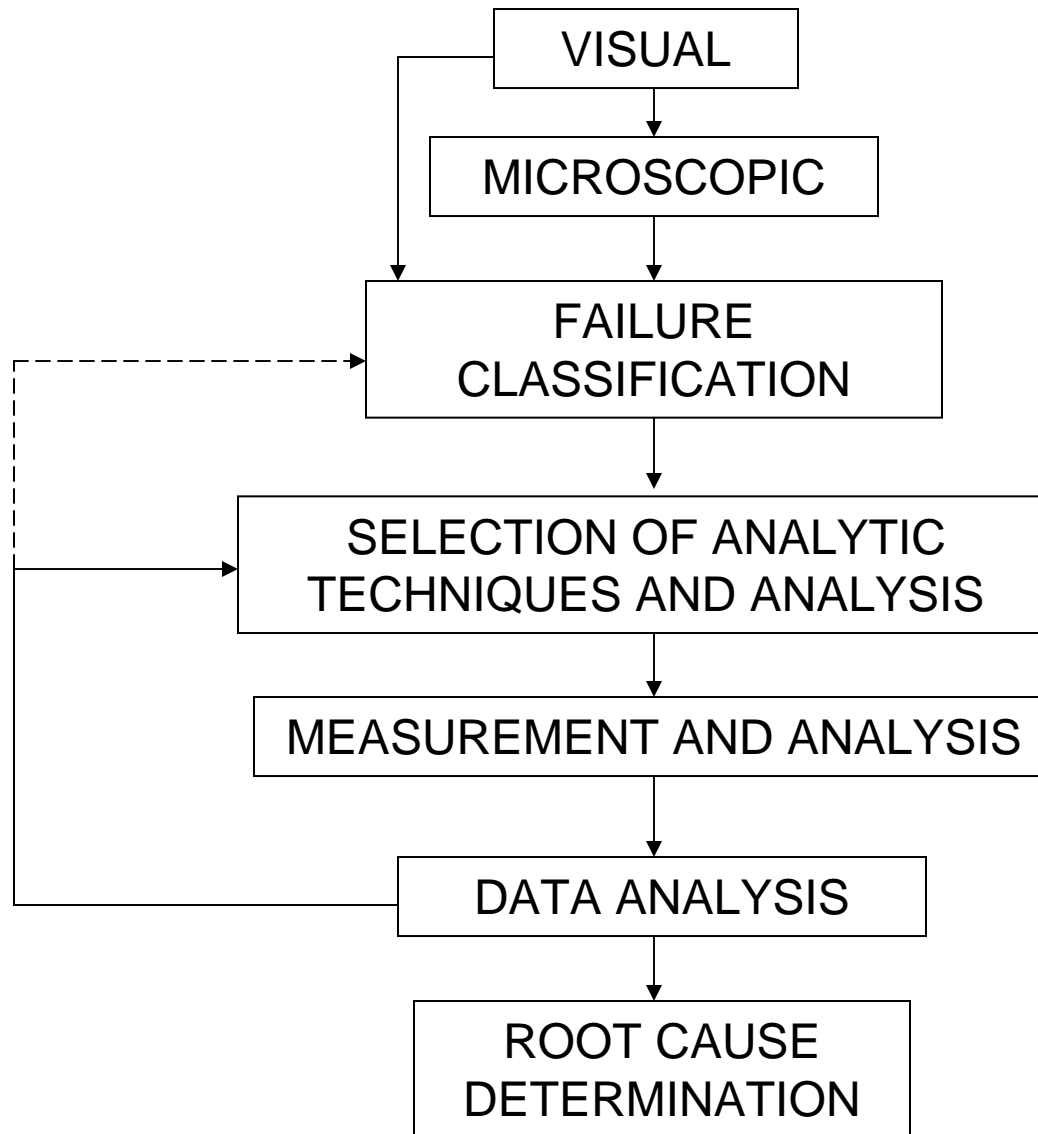 VISUAL
MICROSCOPIC
FAILURE
CLASSIFICATION
SELECTION OF ANALYTIC
TECHNIQUES AND ANALYSIS
MEASUREMENT AND ANALYSIS
DATA ANALYSIS
ROOT CAUSE
DETERMINATION